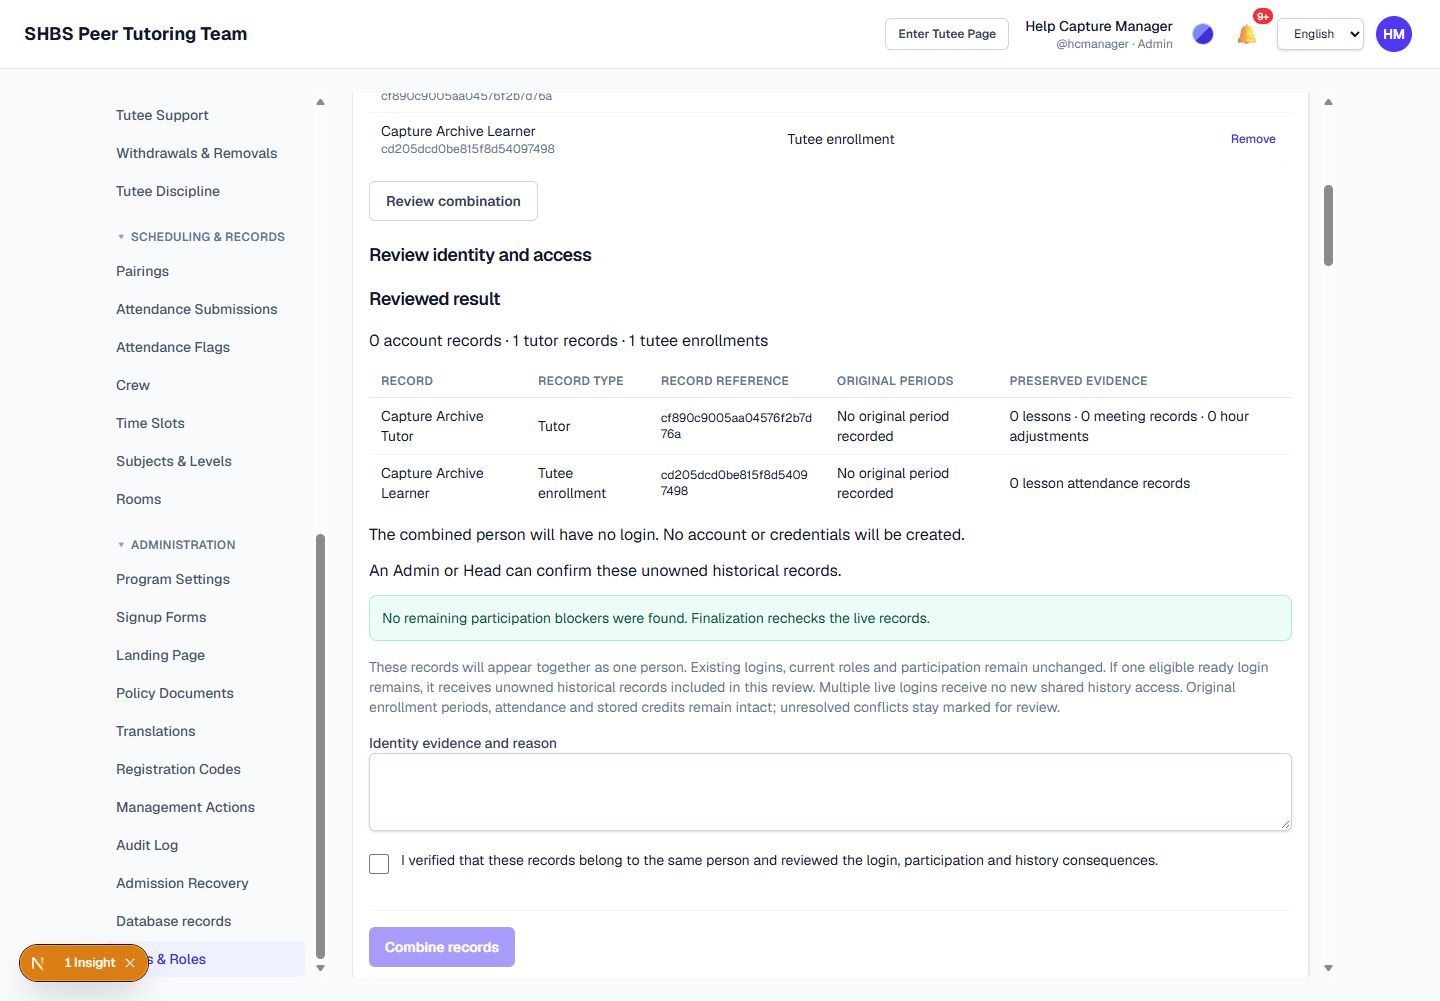 SHBS Peer Tutoring Team
Enter Tutee Page
Help Capture Manager
@hcmanager · Admin
9+
English
HM
Tutee Support
Withdrawals & Removals
Tutee Discipline
SCHEDULING & RECORDS
Pairings
Attendance Submissions
Attendance Flags
Crew
Time Slots
Subjects & Levels
Rooms
ADMINISTRATION
Program Settings
Signup Forms
Landing Page
Policy Documents
Translations
Registration Codes
Management Actions
Audit Log
Admission Recovery
Database records
s & Roles
1 Insight
cf890c9005aa04576f2b7d76a
Capture Archive Learner
cd205dcd0be815f8d54097498
Tutee enrollment
Remove
Review combination
Review identity and access
Reviewed result
0 account records · 1 tutor records · 1 tutee enrollments
RECORD RECORD TYPE RECORD REFERENCE ORIGINAL PERIODS PRESERVED EVIDENCE
Capture Archive
Tutor
Tutor
cf890c9005aa04576f2b7d
76a
No original period
recorded
0 lessons · 0 meeting records · 0 hour
adjustments
Capture Archive
Learner
Tutee
enrollment
cd205dcd0be815f8d5409
7498
No original period
recorded
0 lesson attendance records
The combined person will have no login. No account or credentials will be created.
An Admin or Head can confirm these unowned historical records.
No remaining participation blockers were found. Finalization rechecks the live records.
These records will appear together as one person. Existing logins, current roles and participation remain unchanged. If one eligible ready login
remains, it receives unowned historical records included in this review. Multiple live logins receive no new shared history access. Original
enrollment periods, attendance and stored credits remain intact; unresolved conflicts stay marked for review.
Identity evidence and reason
I verified that these records belong to the same person and reviewed the login, participation and history consequences.
Combine records